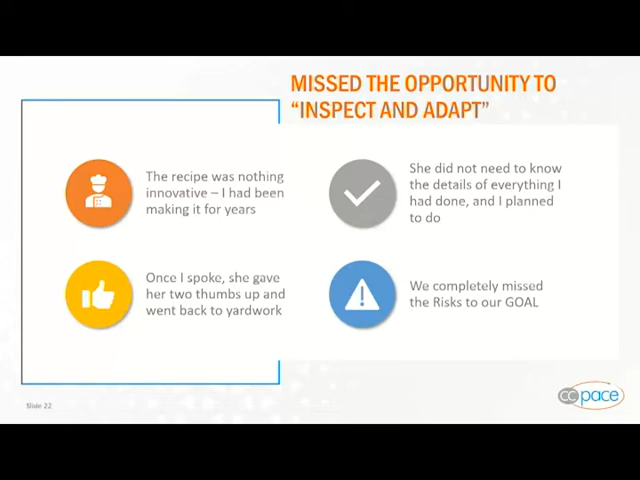 MISSED THE OPPORTUNITY TO
“INSPECT AND ADAPT”
The recipe was nothing
innovative – I had been
making it for years
She did not need to know
the details of everything I
had done, and I planned
to do
Once I spoke, she gave
her two thumbs up and
went back to yardwork
We completely missed
the Risks to our GOAL
Slide 22
ccpace